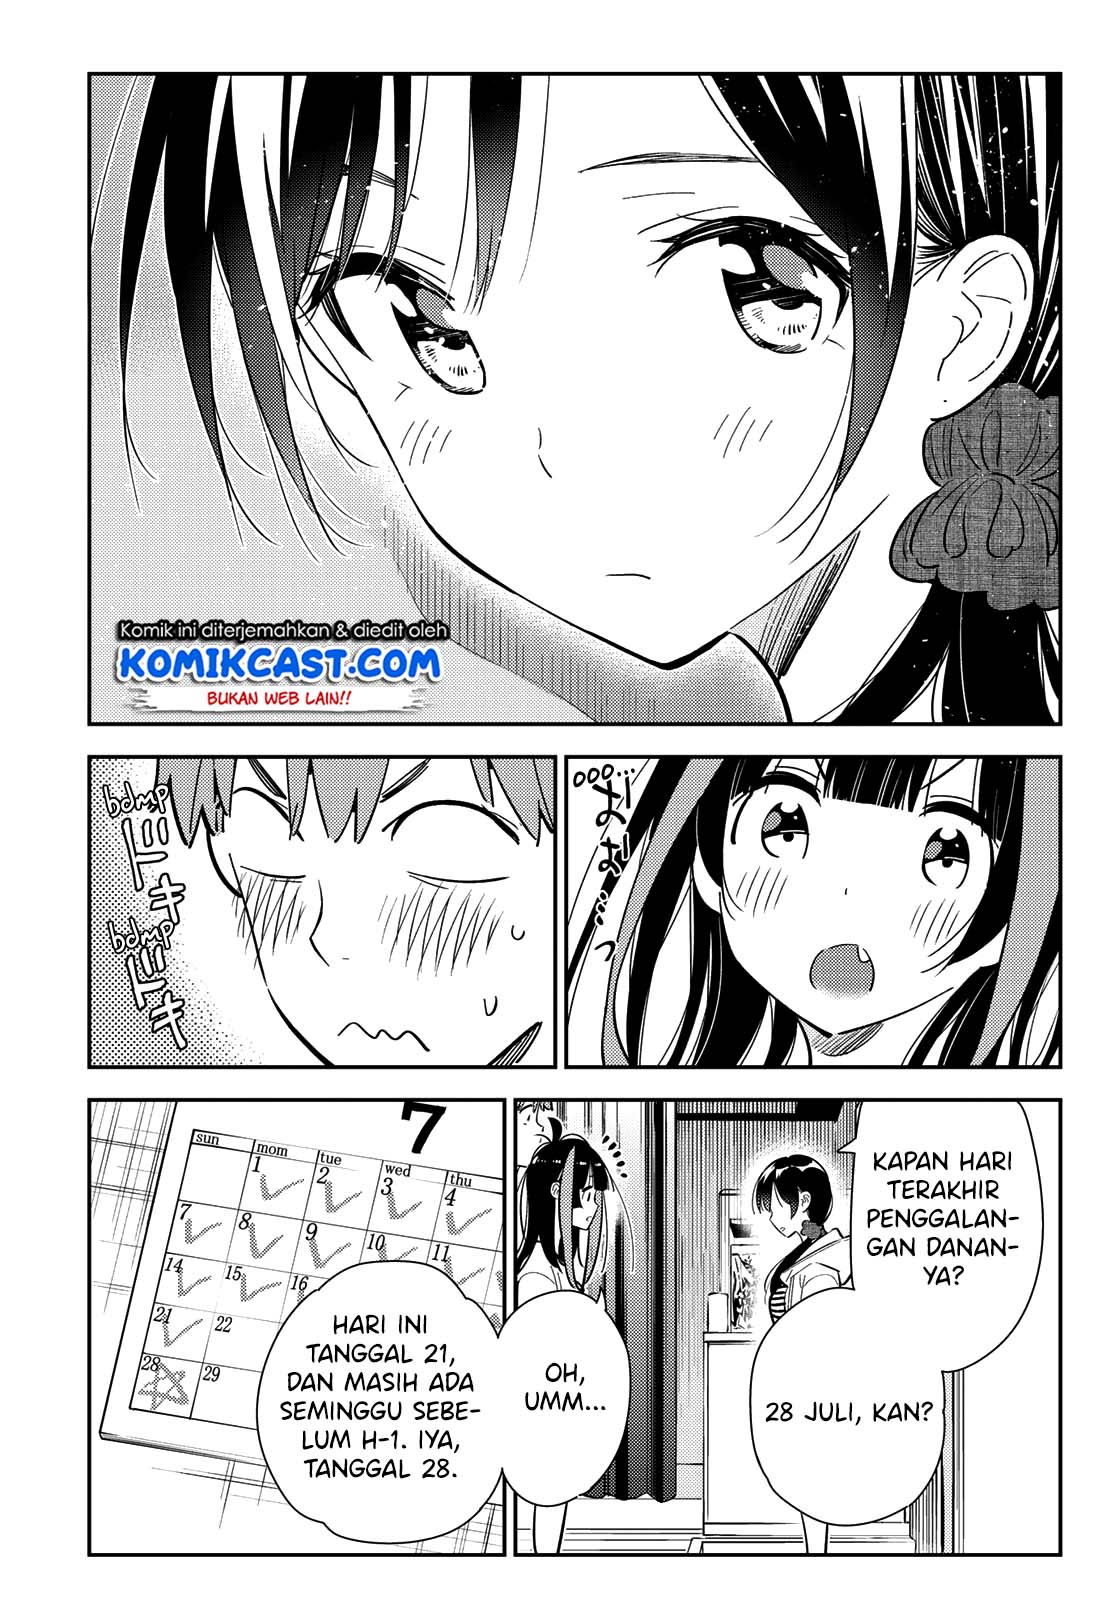 Komik ini diterjemahkan & diedit oleh
KOMIKCAST.COM
BUKAN WEB LAIN!!
OOO...
おおお…っ
bdmp
ドキ
bdmp
ドキ
KAPAN HARI
TERAKHIR
PENGGALAN-
GAN DANAN-
YA?
28 JULI, KAN?
OH,
UMM...
HARI INI
TANGGAL 21,
DAN MASIH ADA
SEMINGGU SEBE-
LUM H-1. IYA,
TANGGAL 28.
7
sun mom tue wed thu
1 2 3 4
7 8 9 10 11
14 15 16
21 22
28 29